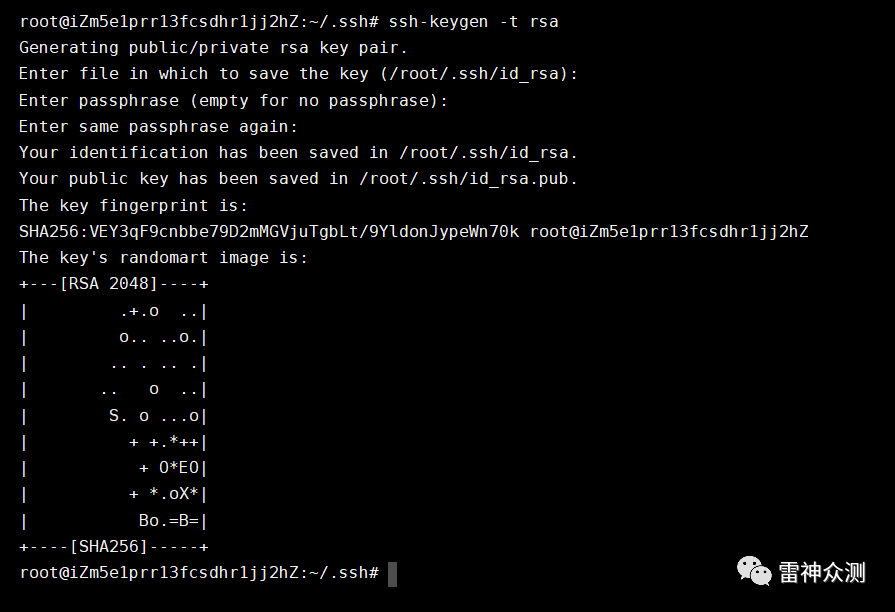 root@iZm5e1prr13fcsdhr1jj2hZ:~/.ssh# ssh-keygen -t rsa
Generating public/private rsa key pair.
Enter file in which to save the key (/root/.ssh/id_rsa):
Enter passphrase (empty for no passphrase):
Enter same passphrase again:
Your identification has been saved in /root/.ssh/id_rsa.
Your public key has been saved in /root/.ssh/id_rsa.pub.
The key fingerprint is:
SHA256:VEY3qF9cnbbe79D2mMGVjuTgbLt/9YldonJypeWn70k root@iZm5e1prr13fcsdhr1jj2hZ
The key's randomart image is:
+---[RSA 2048]----+
|         .+.o  ..|
|         o.. ..o.|
|        .. . .. .|
|       ..   o  ..|
|        S. o ...o|
|          + +.*++|
|           + O*EO|
|          + *.oX*|
|           Bo.=B=|
+----[SHA256]-----+
root@iZm5e1prr13fcsdhr1jj2hZ:~/.ssh#
雷神众测